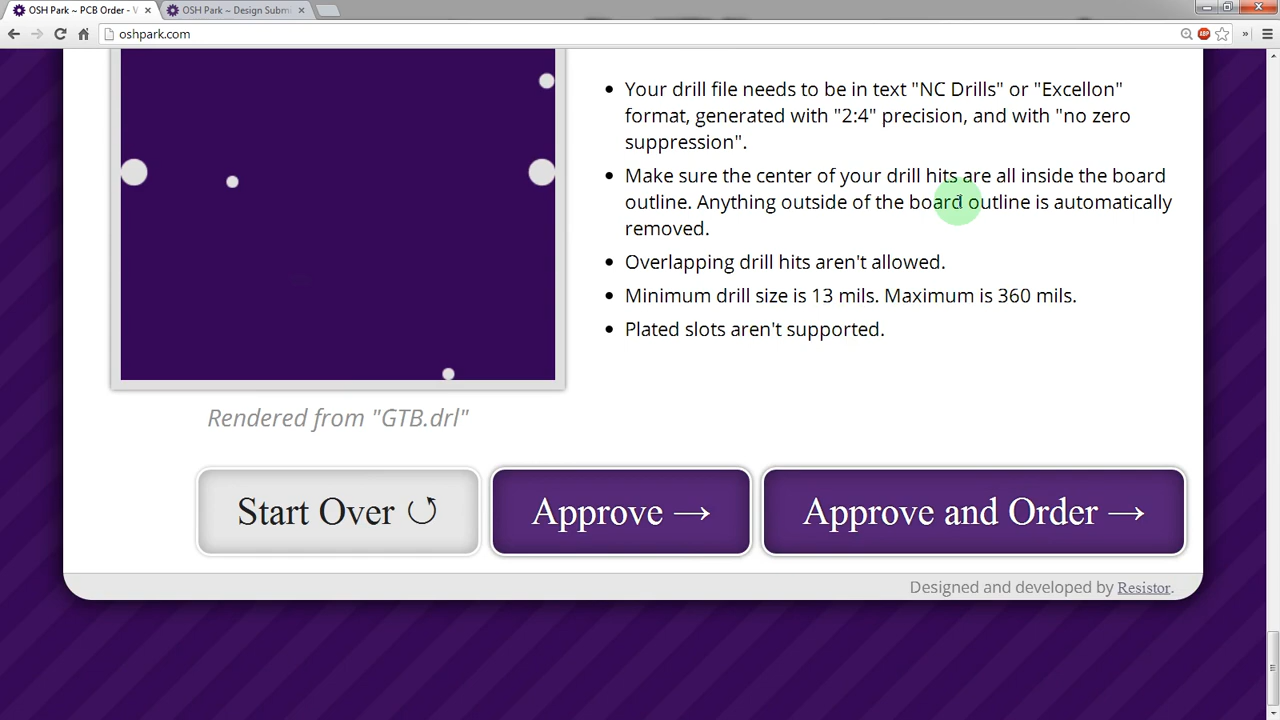 OSH Park ~ PCB Order - V
OSH Park ~ Design Submi
oshpark.com
ABP
Your drill file needs to be in text "NC Drills" or "Excellon"
format, generated with "2:4" precision, and with "no zero
suppression".
Make sure the center of your drill hits are all inside the board
outline. Anything outside of the board outline is automatically
removed.
Overlapping drill hits aren't allowed.
Minimum drill size is 13 mils. Maximum is 360 mils.
Plated slots aren't supported.
Rendered from "GTB.drl"
Start Over ↺
Approve →
Approve and Order →
Designed and developed by Resistor.